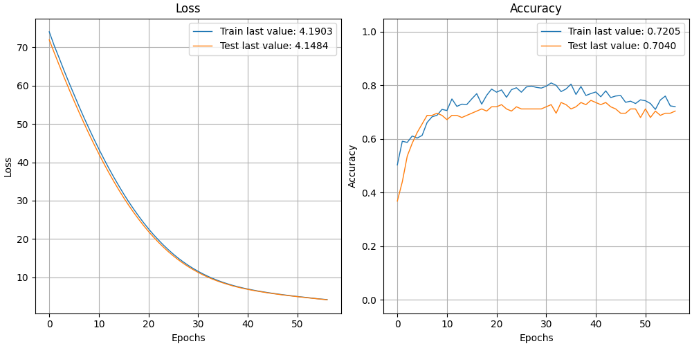 Loss
Train last value: 4.1903
Test last value: 4.1484
Loss
70
60
50
40
30
20
10
0 10 20 30 40 50
Epochs
Accuracy
Train last value: 0.7205
Test last value: 0.7040
Accuracy
1.0
0.8
0.6
0.4
0.2
0.0
0 10 20 30 40 50
Epochs